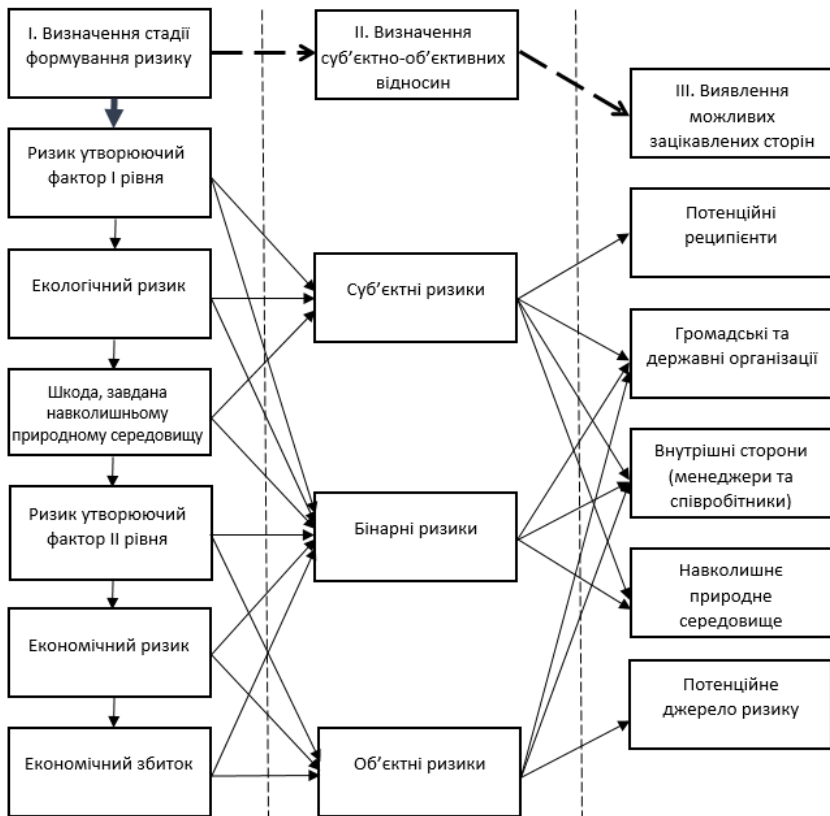 І. Визначення стадії
формування ризику
ІІ. Визначення
суб’єктно-об’єктивних
відносин
ІІІ. Виявлення
можливих
зацікавлених сторін
Ризик утворюючий
фактор І рівня
Екологічний ризик
Шкода, завдана
навколишньому
природному середовищу
Ризик утворюючий
фактор ІІ рівня
Економічний ризик
Економічний збиток
Суб’єктні ризики
Бінарні ризики
Об’єктні ризики
Потенційні
реципієнти
Громадські та
державні організації
Внутрішні сторони
(менеджери та
співробітники)
Навколишнє
природне
середовище
Потенційне
джерело ризику